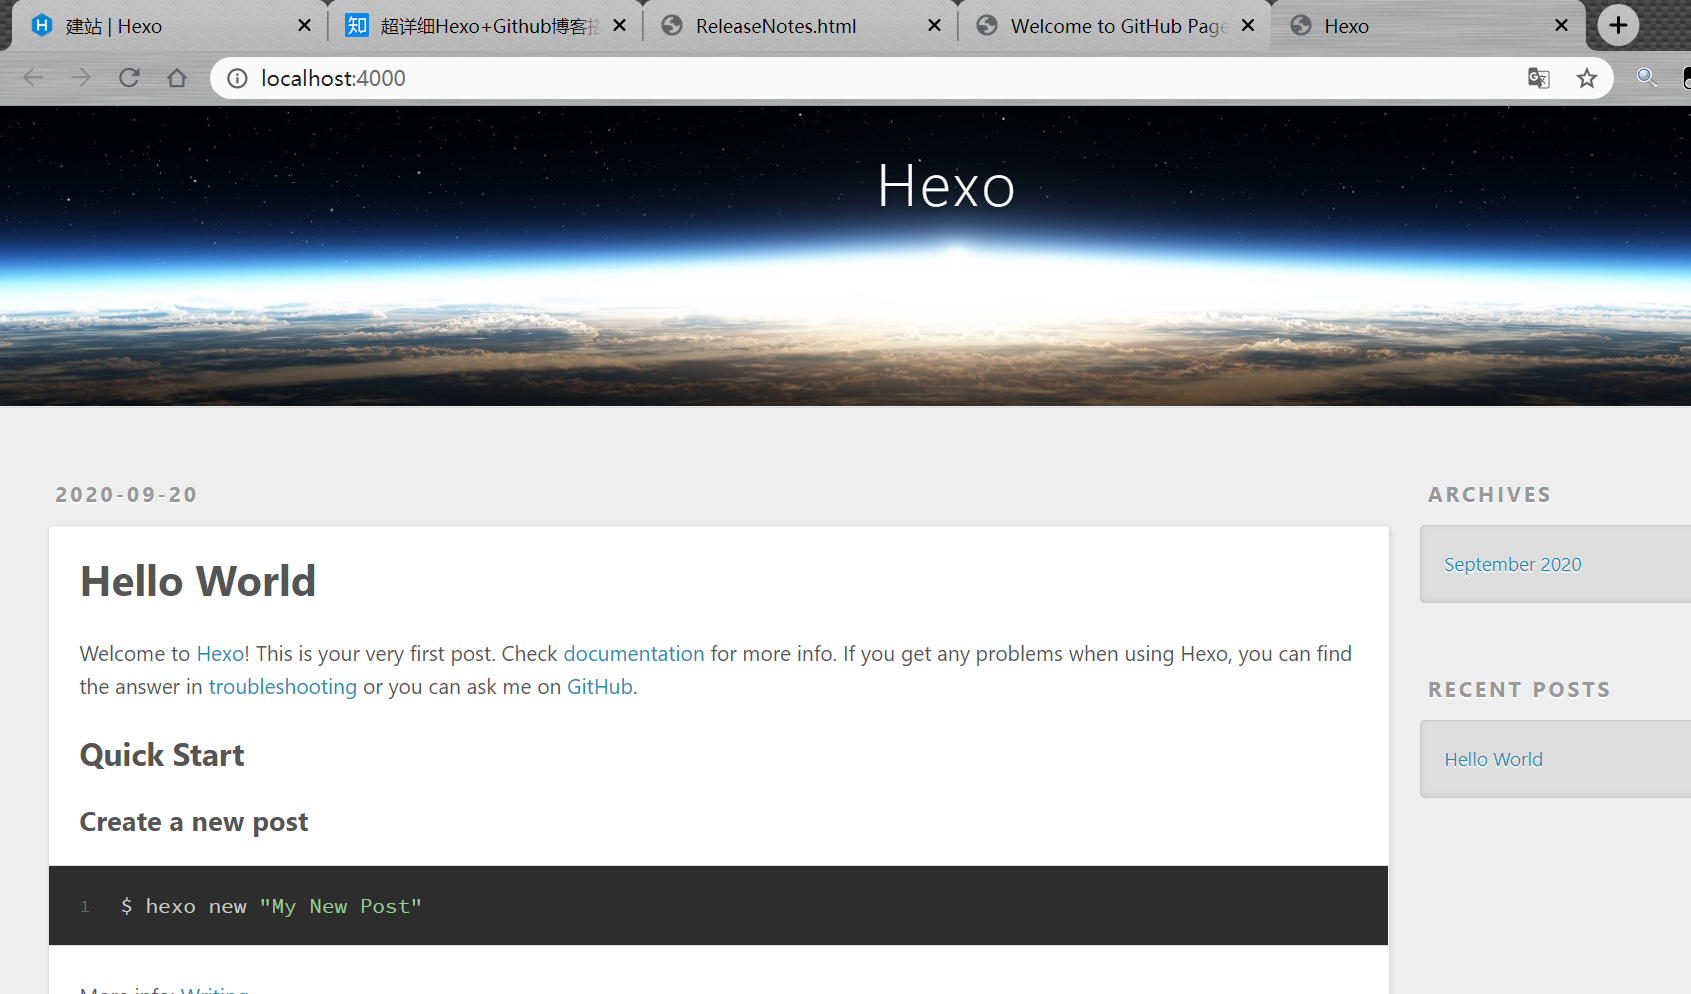 建站 | Hexo
超详细Hexo+Github博客搭
ReleaseNotes.html
Welcome to GitHub Page
Hexo
localhost:4000
Hexo
2020-09-20
Hello World
Welcome to Hexo! This is your very first post. Check documentation for more info. If you get any problems when using Hexo, you can find
the answer in troubleshooting or you can ask me on GitHub.
Quick Start
Create a new post
1 $ hexo new "My New Post"
More info: Writing
ARCHIVES
September 2020
RECENT POSTS
Hello World